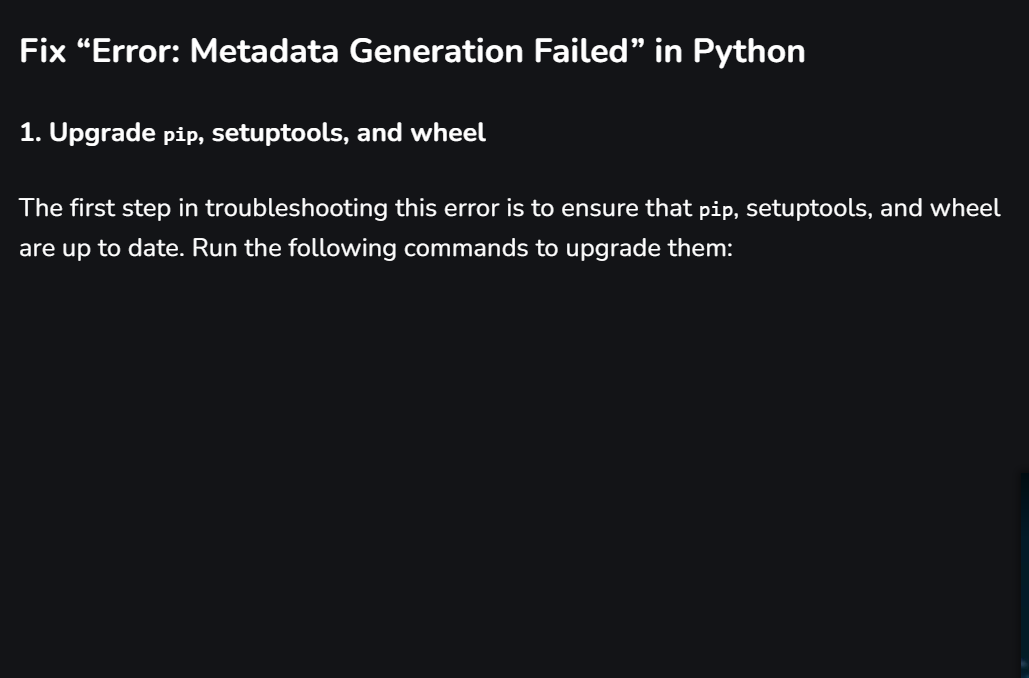 Fix “Error: Metadata Generation Failed” in Python
1. Upgrade pip, setuptools, and wheel
The first step in troubleshooting this error is to ensure that pip, setuptools, and wheel
are up to date. Run the following commands to upgrade them: